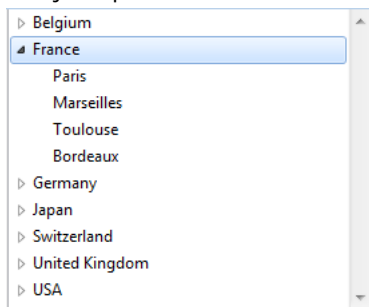 Belgium
France
Paris
Marseilles
Toulouse
Bordeaux
Germany
Japan
Switzerland
United Kingdom
USA